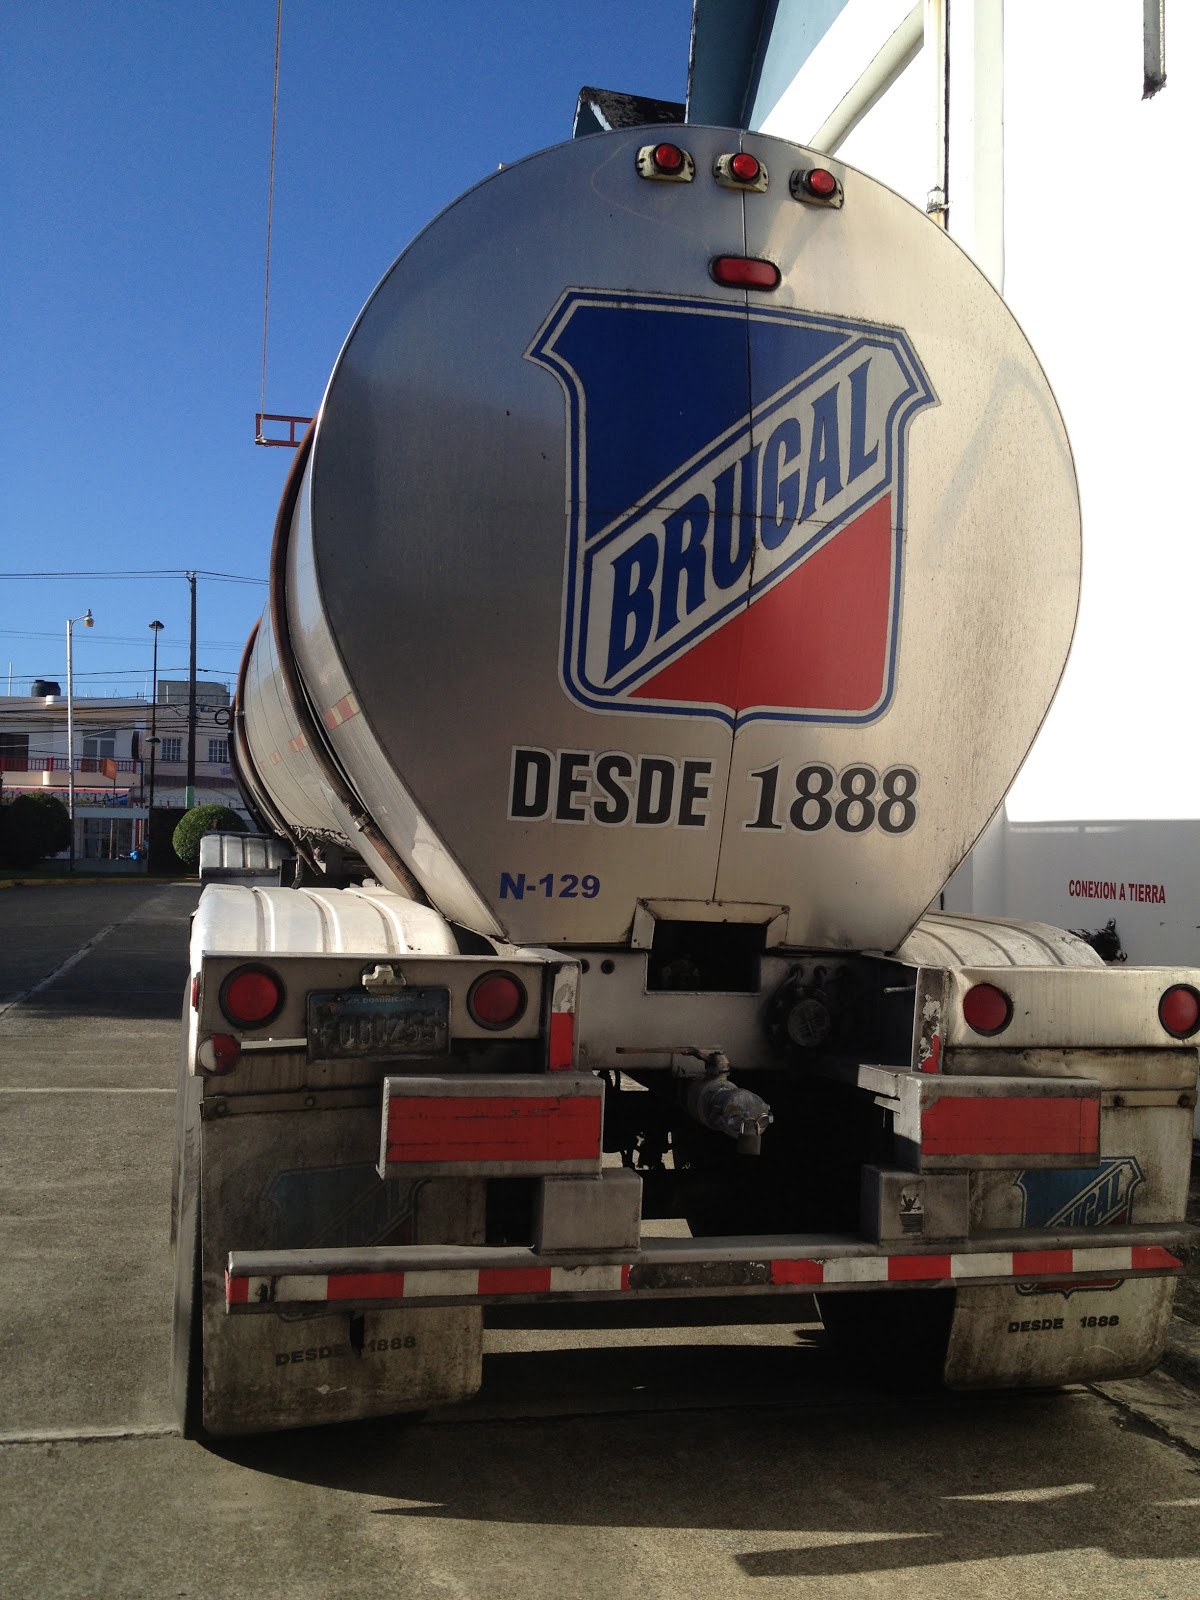 BRUGAL
DESDE 1888
N-129
CONEXION A TIERRA
DESDE 1888
DESDE 1888